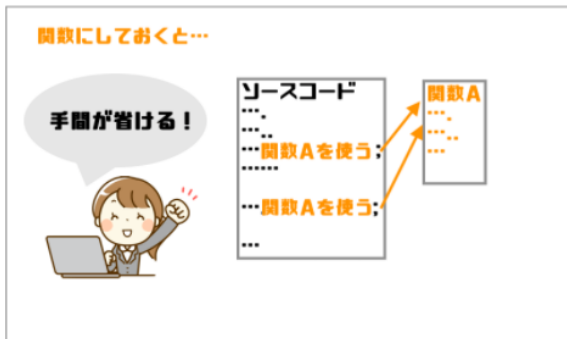 関数にしておくと…
手間が省ける！
ソースコード
….
…..
…関数Aを使う;
……
….関数Aを使う;
…
関数A
….
…..
…